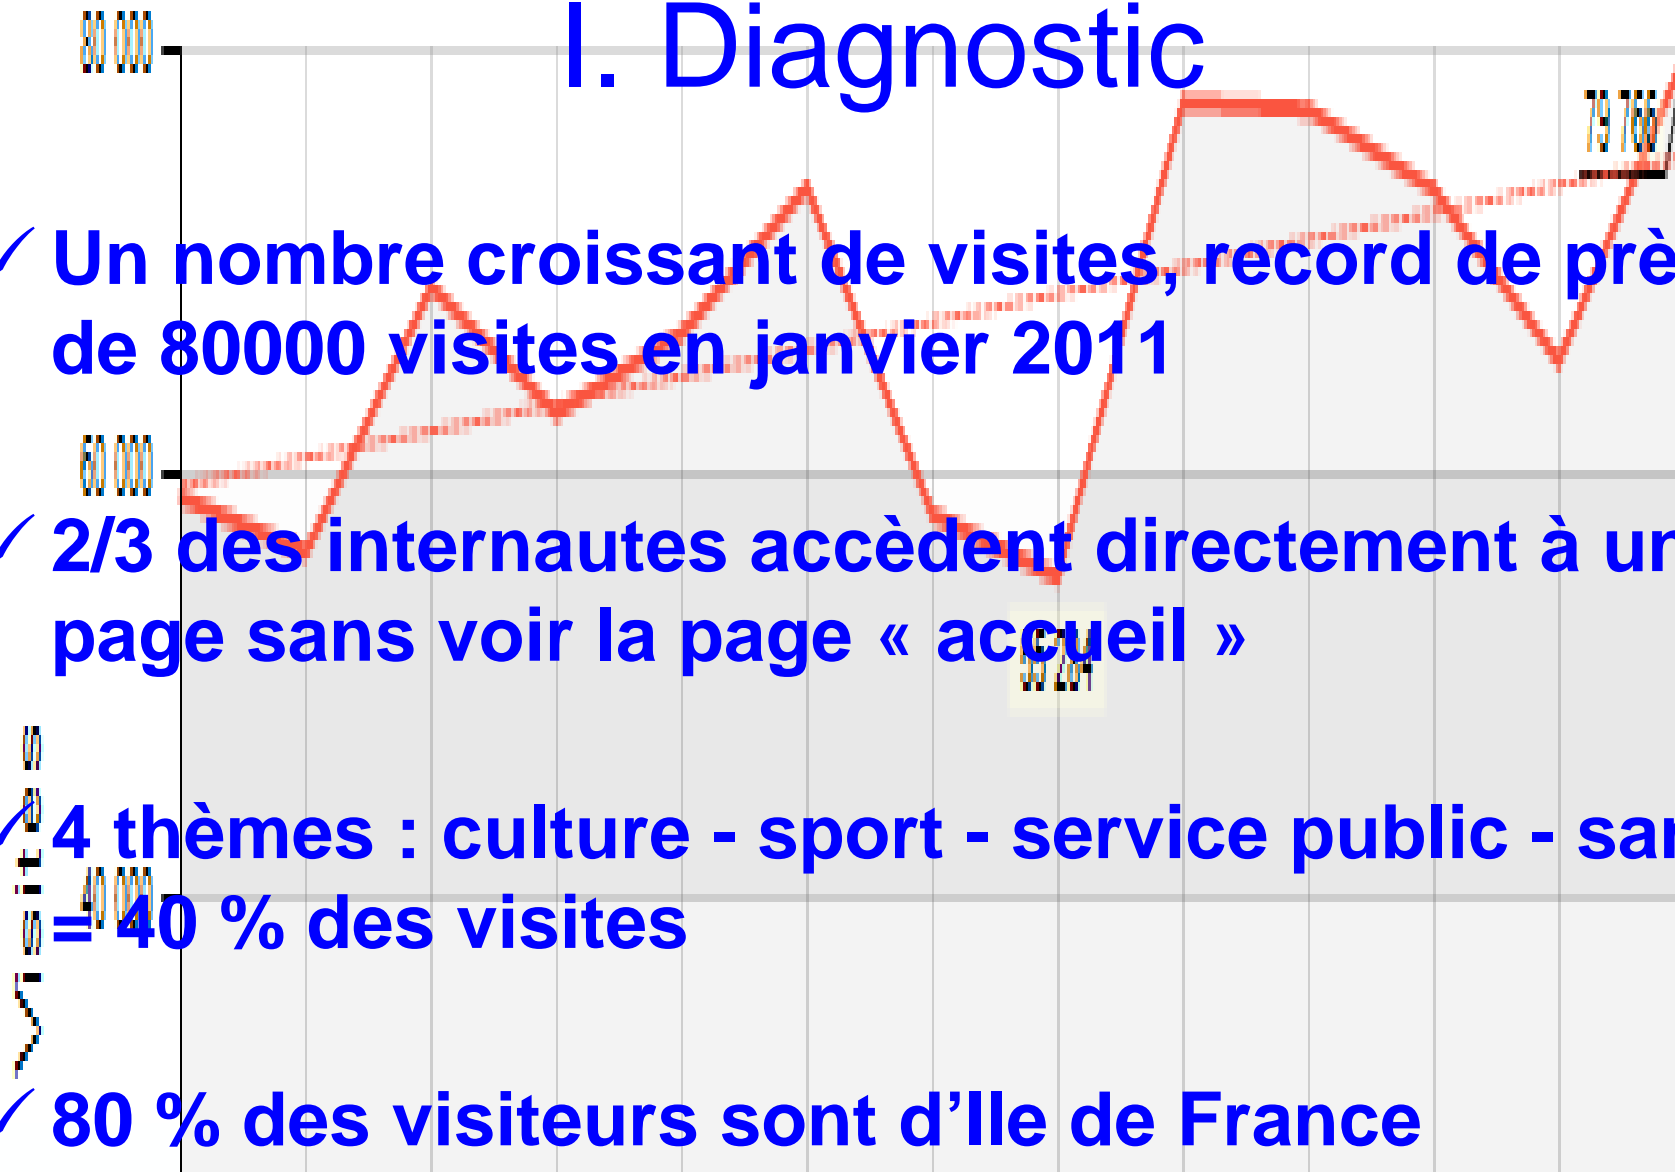 I. Diagnostic
80 000
79 766
✓ Un nombre croissant de visites, record de prè
de 80000 visites en janvier 2011
60 000
✓ 2/3 des internautes accèdent directement à un
page sans voir la page « accueil »
Visites
✓ 4 thèmes : culture - sport - service public - san
40 000
= 40 % des visites
✓ 80 % des visiteurs sont d’Ile de France